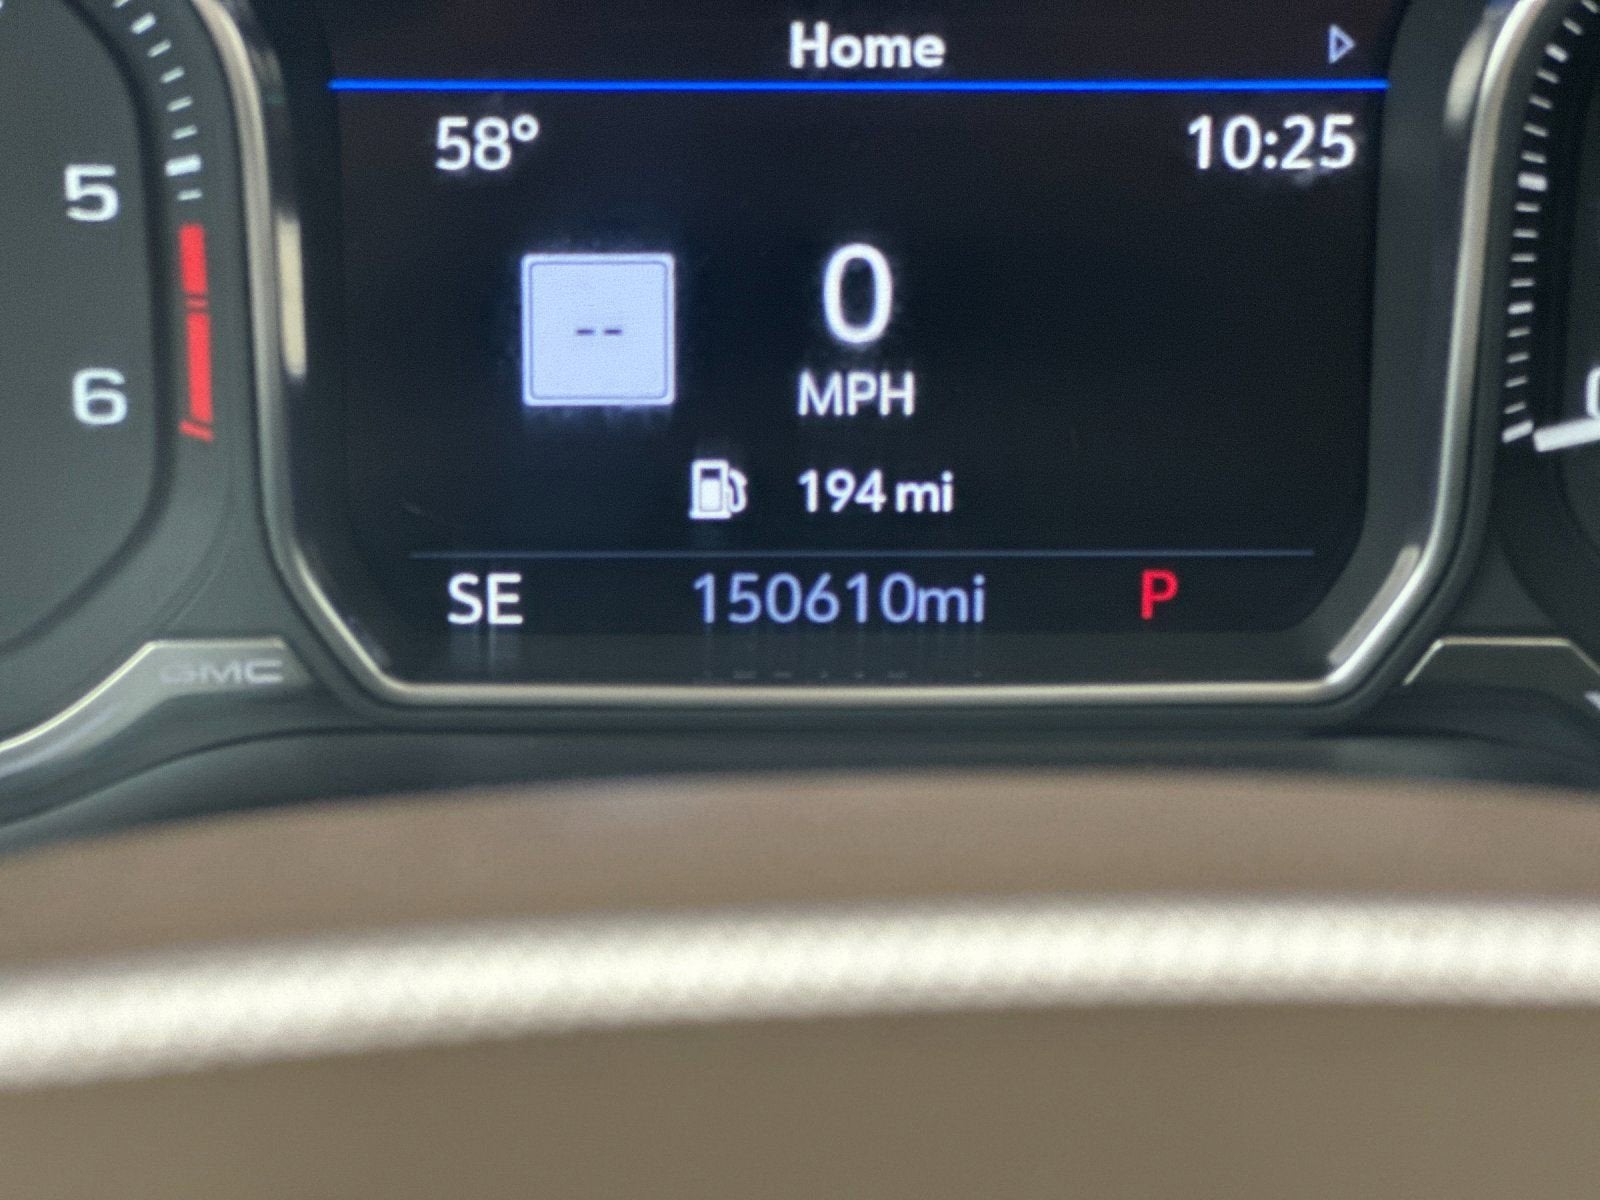 Home
58° 10:25
5
--
0
MPH
6
194 mi
SE 150610mi P
GMC